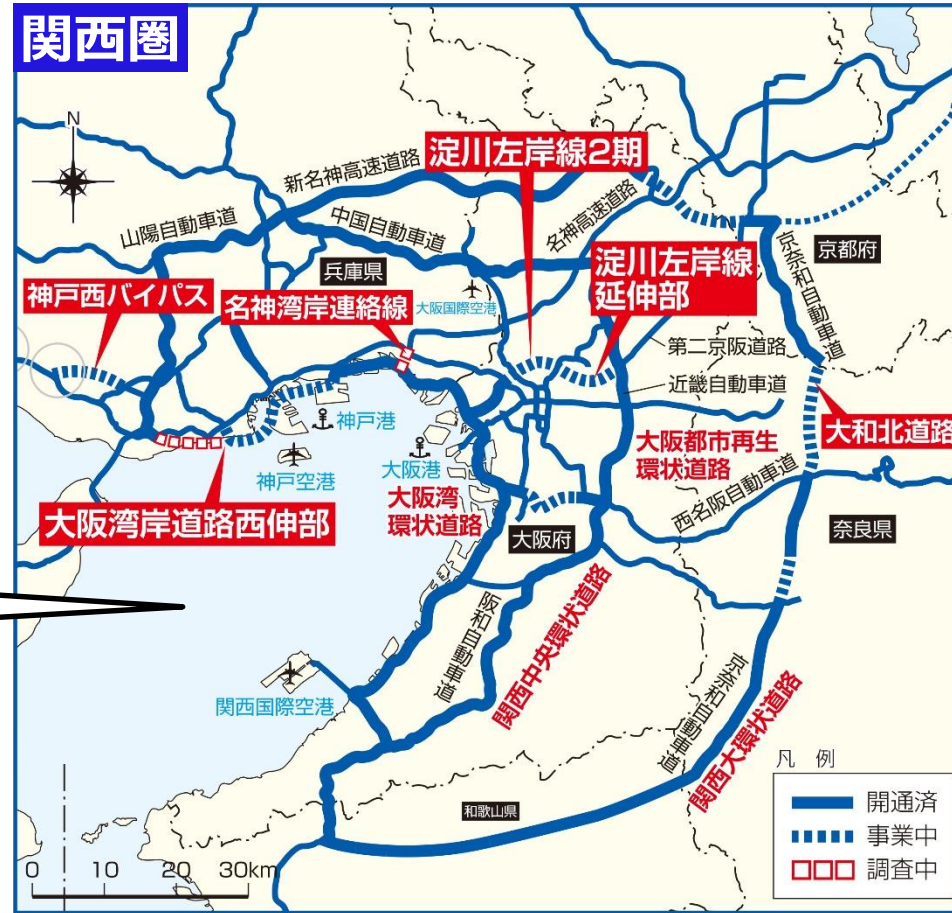 関西圏
N
淀川左岸線2期
新名神高速道路
名神高速道路
山陽自動車道
中国自動車道
京都府
京奈和自動車道
兵庫県
淀川左岸線
延伸部
神戸西バイパス
名神湾岸連絡線
大阪国際空港
第二京阪道路
近畿自動車道
神戸港
大阪港
神戸空港
大阪都市再生
環状道路
大和北道路
大阪湾岸道路西伸部
大阪湾
環状道路
西名阪自動車道
大阪府
奈良県
阪和自動車道
関西中央環状道路
関西国際空港
京奈和自動車道
関西大環状道路
和歌山県
凡 例
開通済
事業中
調査中
0 10 20 30km